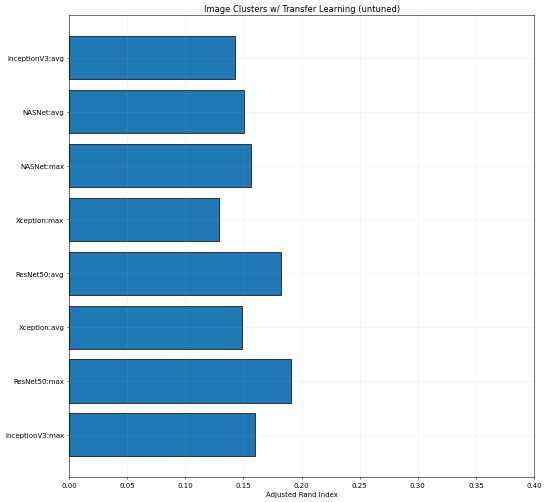 Image Clusters w/ Transfer Learning (untuned)
InceptionV3:avg
NASNet:avg
NASNet:max
Xception:max
ResNet50:avg
Xception:avg
ResNet50:max
InceptionV3:max
0.00 0.05 0.10 0.15 0.20 0.25 0.30 0.35 0.40
Adjusted Rand Index